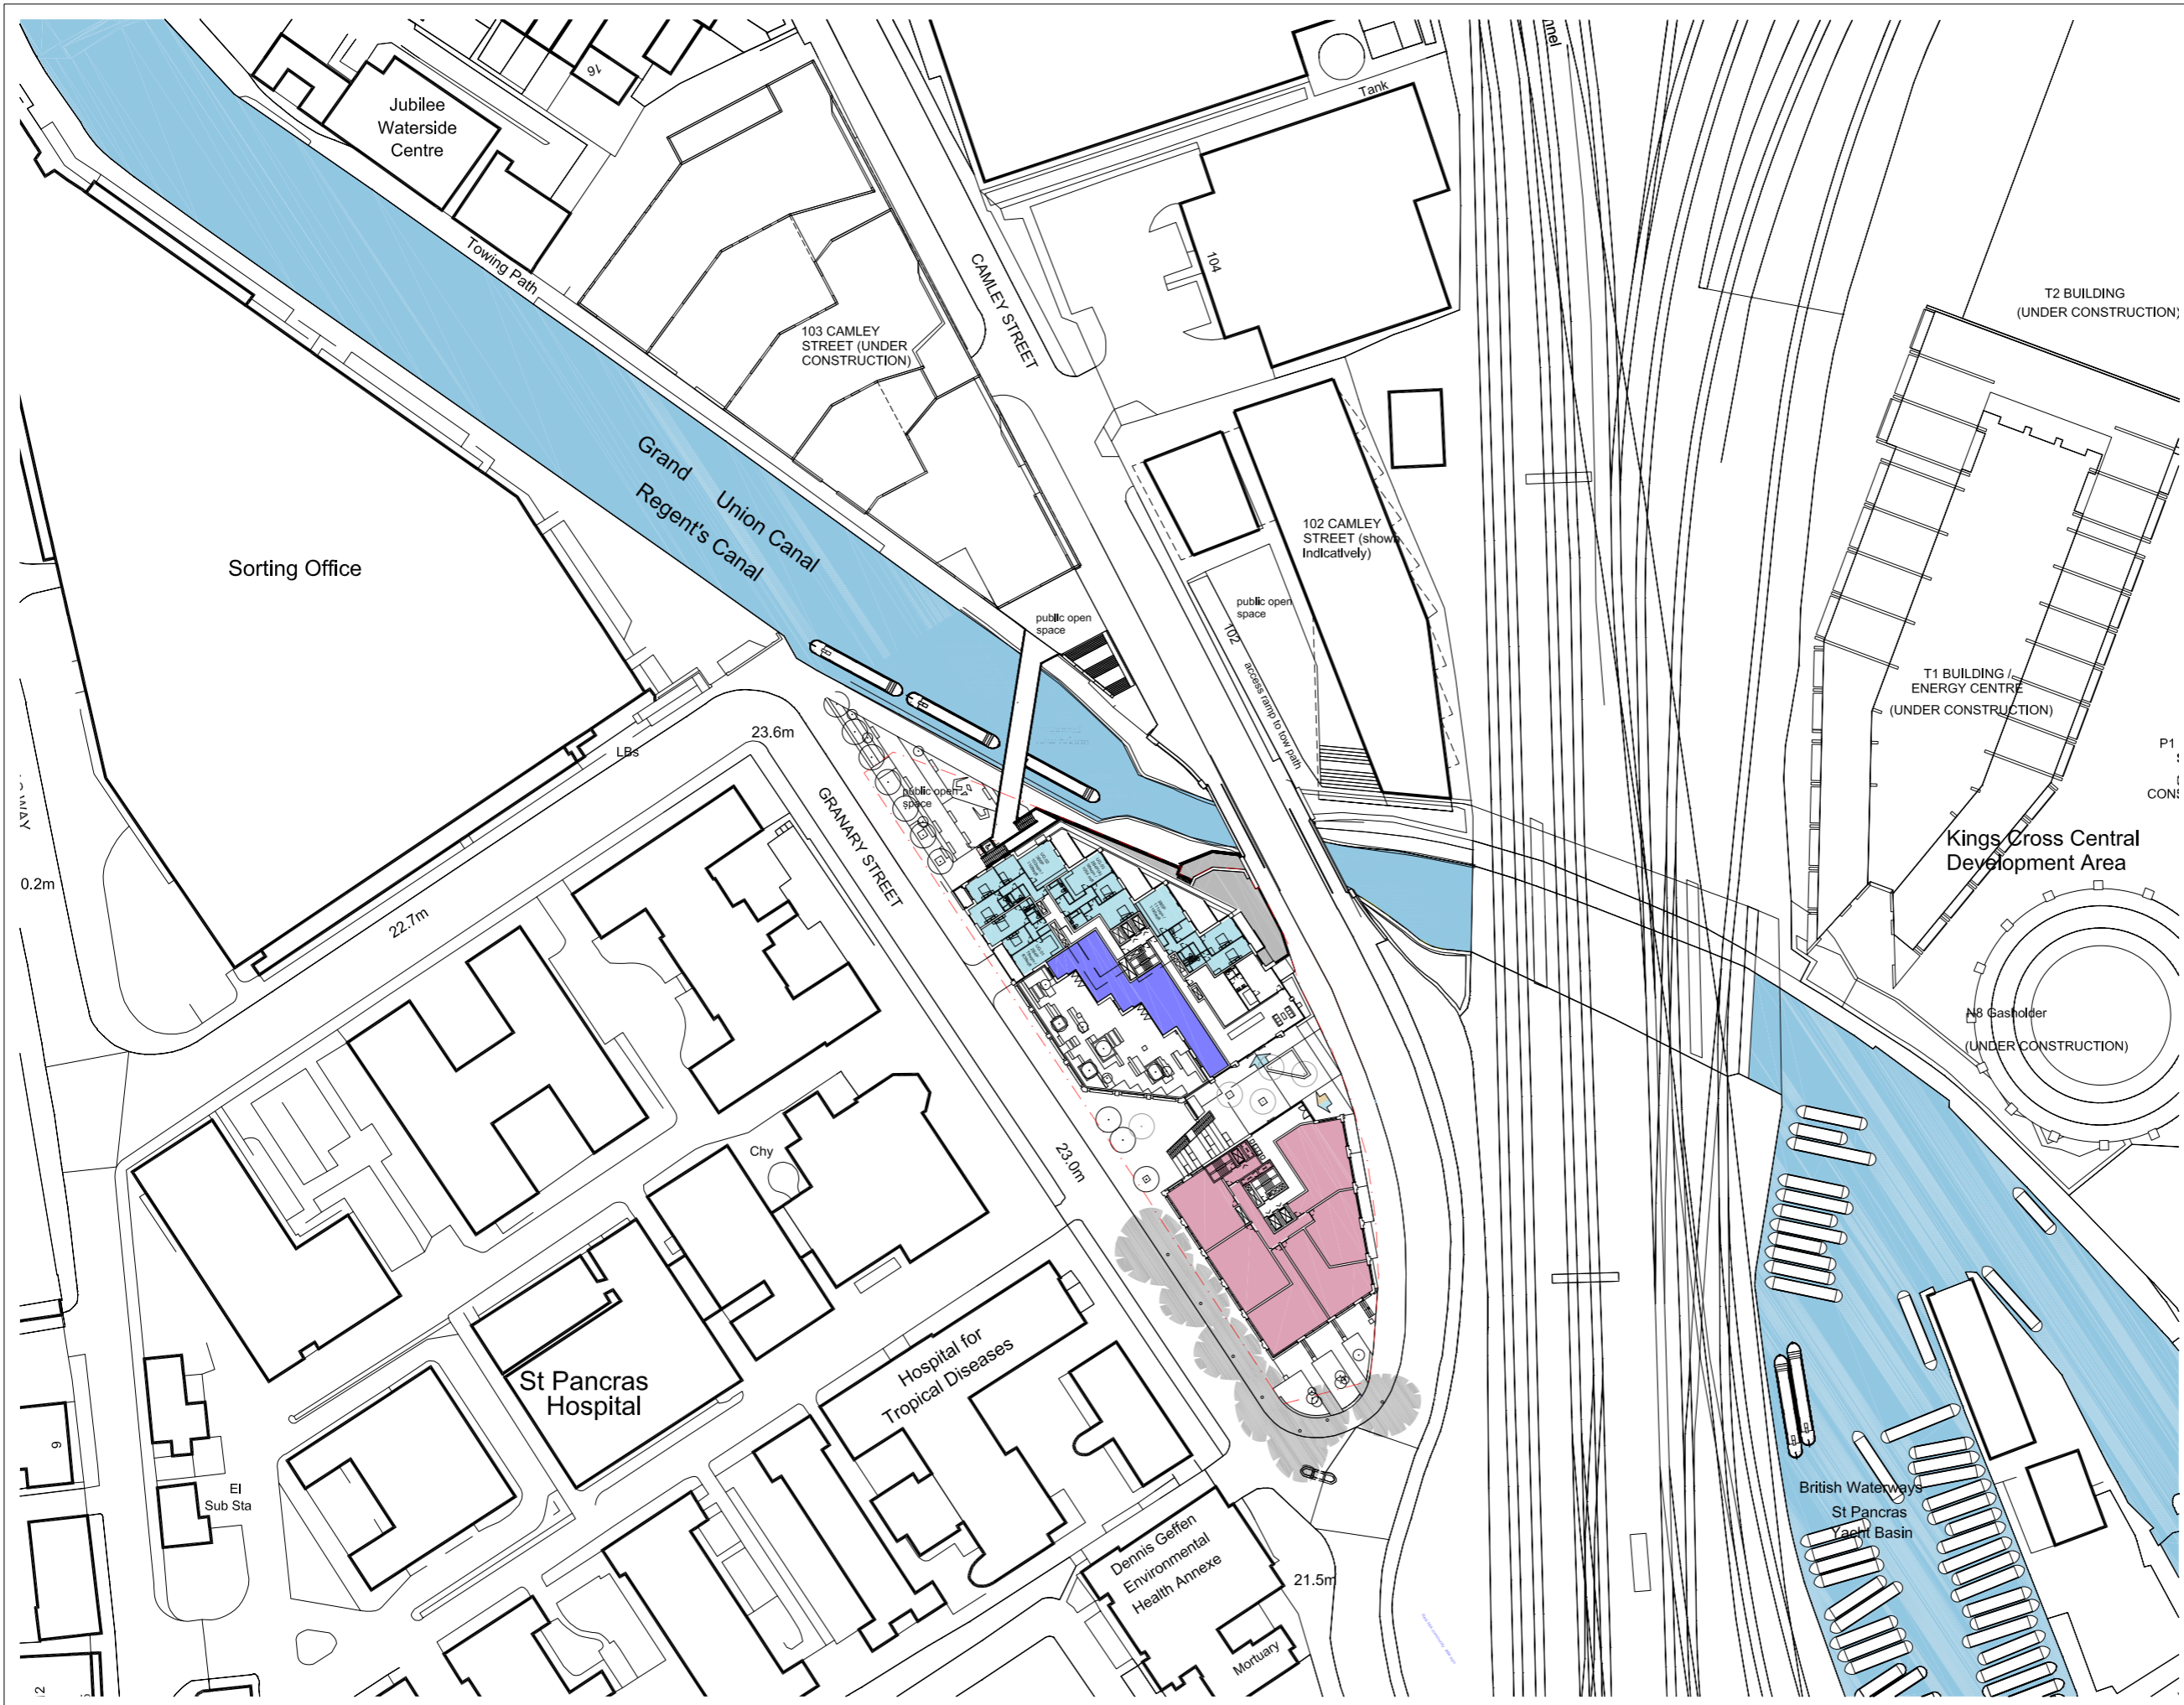 Jubilee
Waterside
Centre
16
Tank
Towing Path
CAMLEY STREET
104
103 CAMLEY
STREET (UNDER
CONSTRUCTION)
T2 BUILDING
(UNDER CONSTRUCTION)
Grand Union Canal
Regent's Canal
Sorting Office
102 CAMLEY
STREET (shown
indicatively)
public open
space
public open
space
102
access ramp to tow path
T1 BUILDING /
ENERGY CENTRE
(UNDER CONSTRUCTION)
P1
LBs
23.6m
GRANARY STREET
public open
space
WAY
0.2m
22.7m
Kings Cross Central
Development Area
N8 Gasholder
(UNDER CONSTRUCTION)
Chy
23.0m
St Pancras
Hospital
Hospital for
Tropical Diseases
El
Sub Sta
British Waterways
St Pancras
Yacht Basin
Dennis Geffen
Environmental
Health Annexe
21.5m
Mortuary